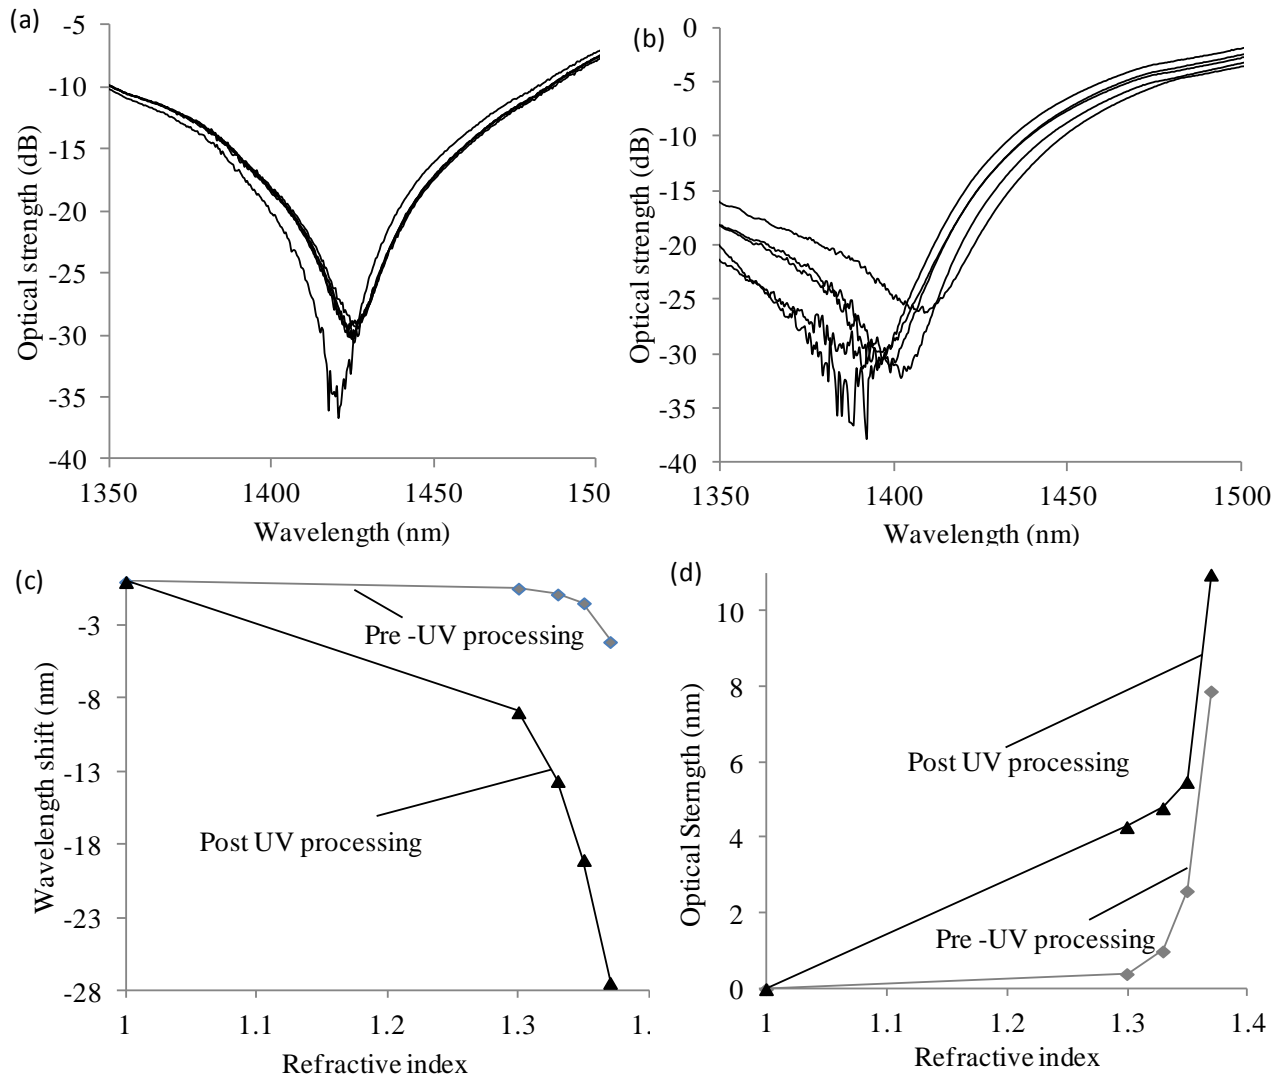 (a)
-5
-10
-15
-20
-25
-30
-35
-40
Optical strength (dB)
1350
1400
1450
150
Wavelength (nm)
(b)
0
-5
-10
-15
-20
-25
-30
-35
-40
Optical strength (dB)
1350
1400
1450
1500
Wavelength (nm)
(c)
-3
-8
-13
-18
-23
-28
Wavelength shift (nm)
Pre -UV processing
Post UV processing
1
1.1
1.2
1.3
1.
Refractive index
(d)
10
8
6
4
2
0
Optical Sterngth (nm)
Post UV processing
Pre -UV processing
1
1.1
1.2
1.3
1.4
Refractive index